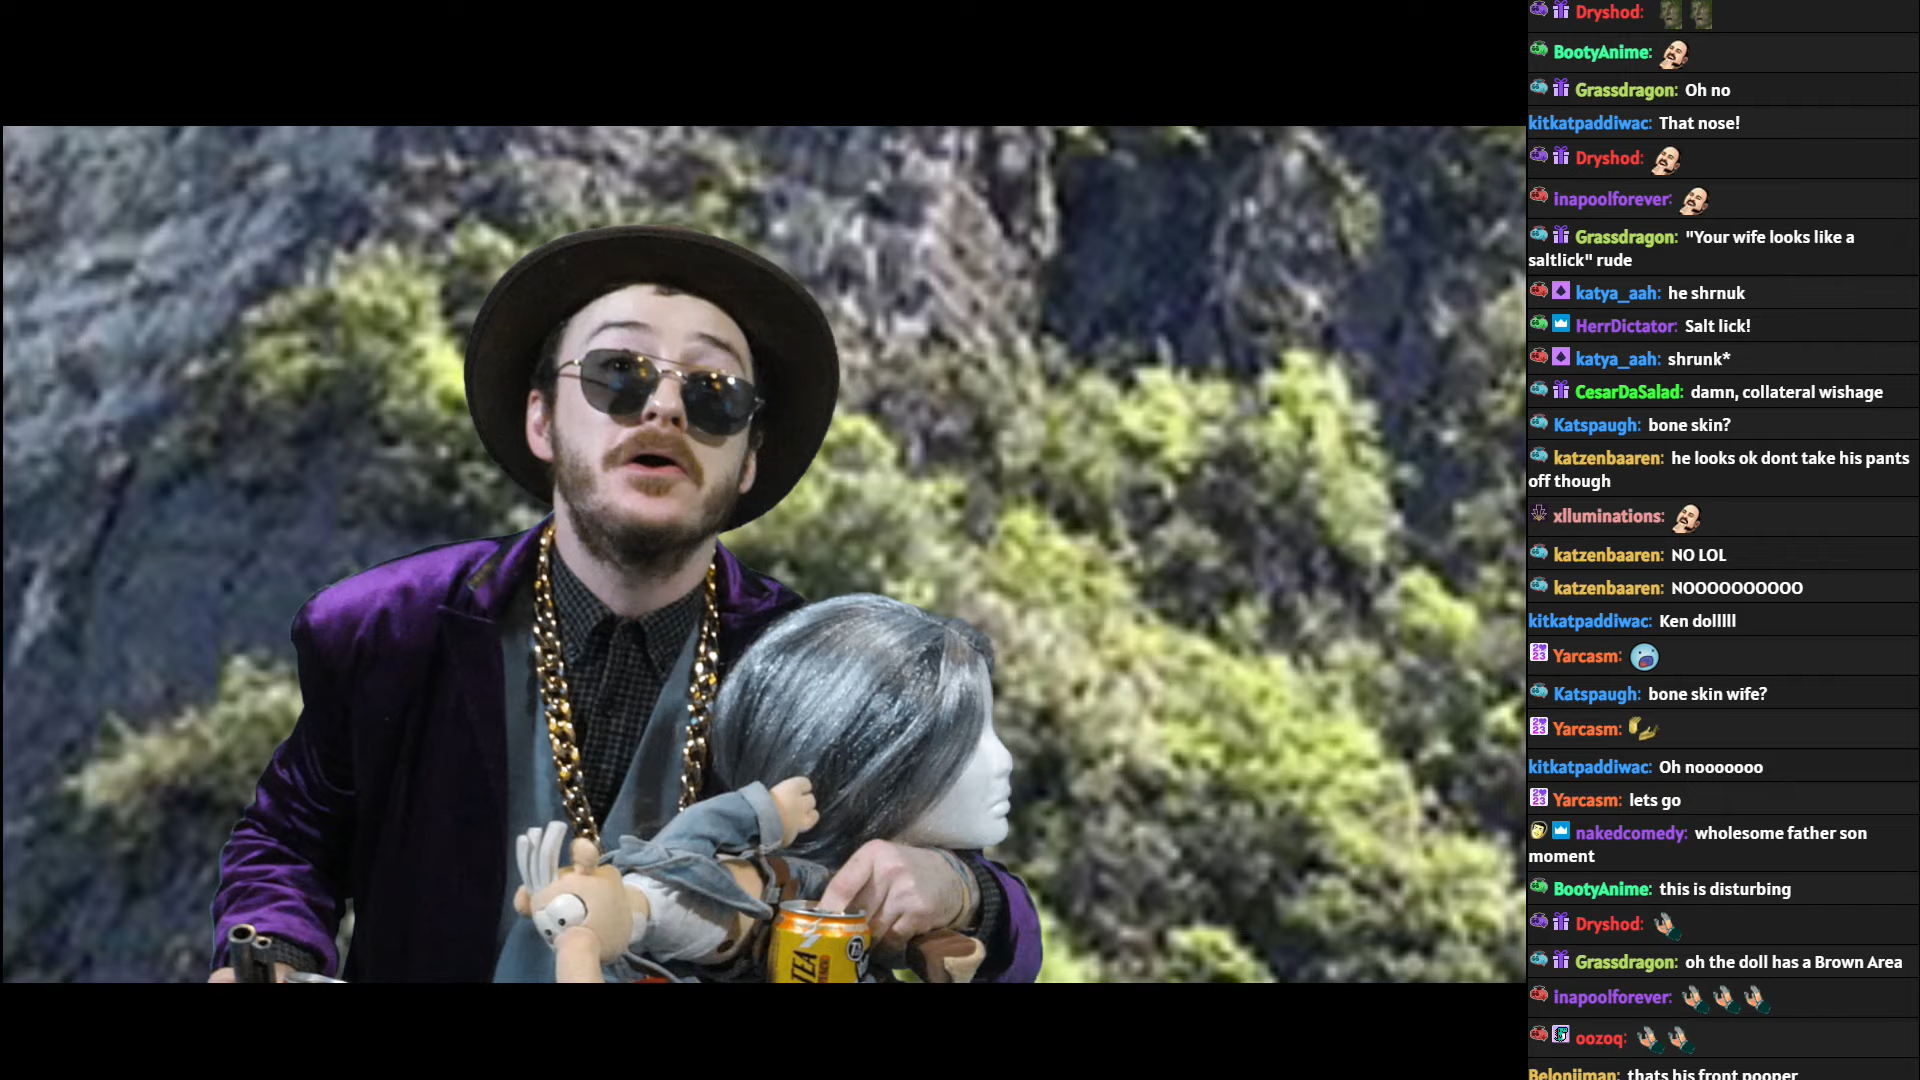 Dryshod:
BootyAnime:
Grassdragon: Oh no
kitkatpaddiwac: That nose!
Dryshod:
inapoolforever:
Grassdragon: "Your wife looks like a
saltlick" rude
katya_aah: he shrnuk
HerrDictator: Salt lick!
katya_aah: shrunk*
CesarDaSalad: damn, collateral wishage
Katspaugh: bone skin?
katzenbaaren: he looks ok dont take his pants
off though
xlluminations:
katzenbaaren: NO LOL
katzenbaaren: NOOOOOOOOOO
kitkatpaddiwac: Ken dolllll
Yarcasm:
Katspaugh: bone skin wife?
Yarcasm:
kitkatpaddiwac: Oh nooooooo
Yarcasm: lets go
nakedcomedy: wholesome father son
moment
BootyAnime: this is disturbing
Dryshod:
Grassdragon: oh the doll has a Brown Area
inapoolforever:
oozoq:
thats his front pooper
TEA